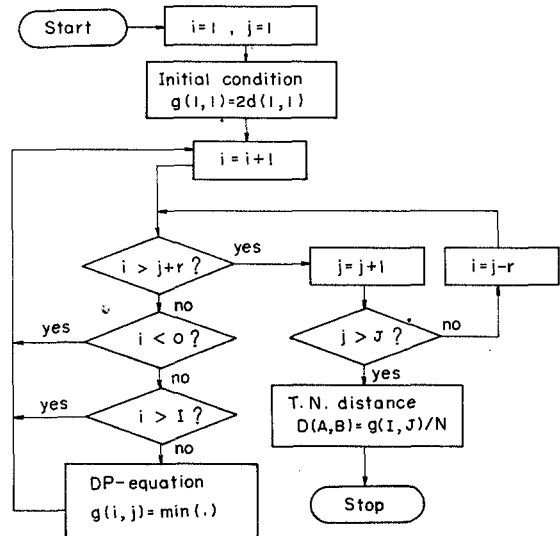 Start
i=1 , j=1
Initial condition
g(1,1)=2d(1,1)
i = i+1
i > j+r ?
yes
no
j=j+1
i=j-r
i < 0 ?
yes
no
j > J ?
no
yes
i > I ?
yes
no
T. N. distance
D(A,B)= g(I,J)/N
DP-equation
g(i,j)=min(.)
Stop